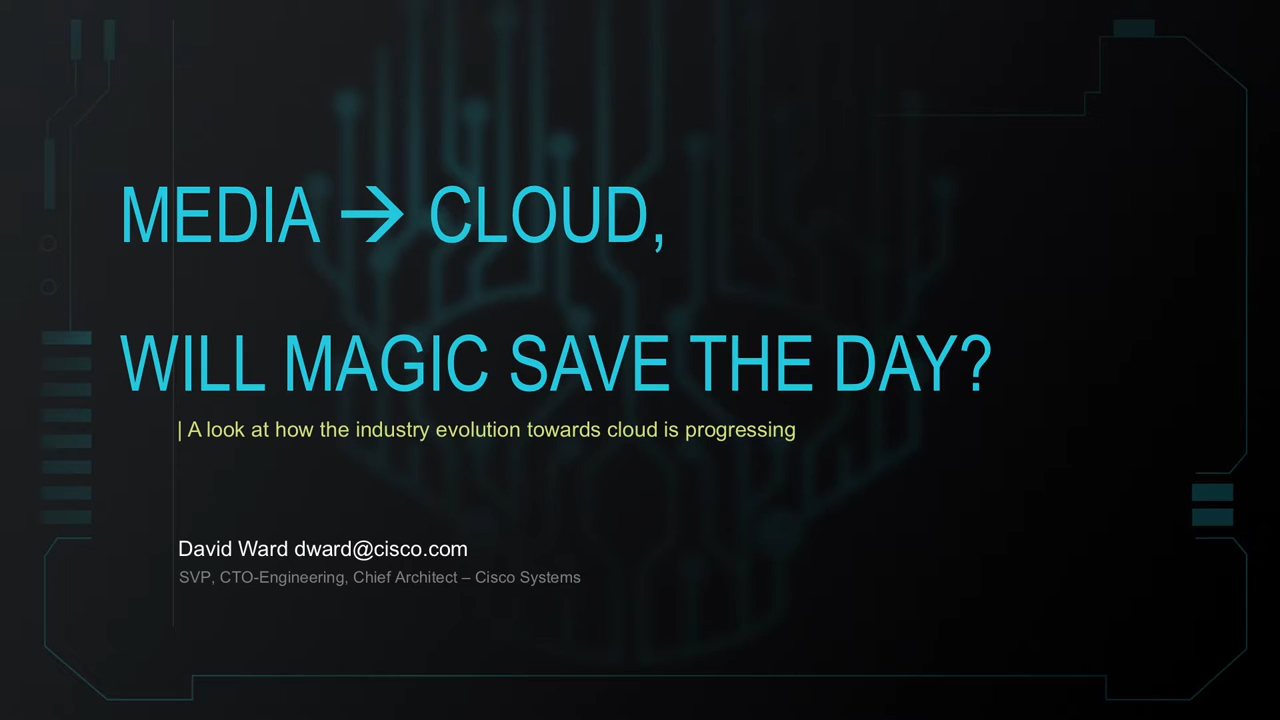 MEDIA → CLOUD,
WILL MAGIC SAVE THE DAY?
| A look at how the industry evolution towards cloud is progressing
David Ward dward@cisco.com
SVP, CTO-Engineering, Chief Architect – Cisco Systems